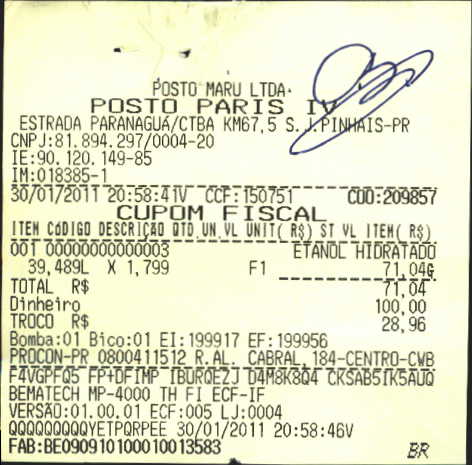 POSTO MARU LTDA.
POSTO PARIS IV
ESTRADA PARANAGUÁ/CTBA KM67,5 S.J.PINHAIS-PR
CNPJ:81.894.297/0004-20
IE:90.120.149-85
IM:018385-1
30/01/2011 20:58:41V CCF:150751 COO:209857
CUPOM FISCAL
ITEM CÓDIGO DESCRIÇÃO QTD.UN.VL UNIT( R$) ST VL ITEM( R$)
001 00000000000003 ETANOL HIDRATADO
39,489L X 1,799 F1 71,04G
TOTAL R$ 71,04
Dinheiro 100,00
TROCO R$ 28,96
Bomba:01 Bico:01 EI:199917 EF:199956
PROCON-PR 0800411512 R.AL. CABRAL, 184-CENTRO-CWB
F4VGPFQ5 FP+DFIMP IBURQEZJ D4M8K8Q4 CKSAB5IK5AUQ
BEMATECH MP-4000 TH FI ECF-IF
VERSÃO:01.00.01 ECF:005 LJ:0004
QQQQQQQQQYETPQRPEE 30/01/2011 20:58:46V
FAB:BE090910100010013583 BR